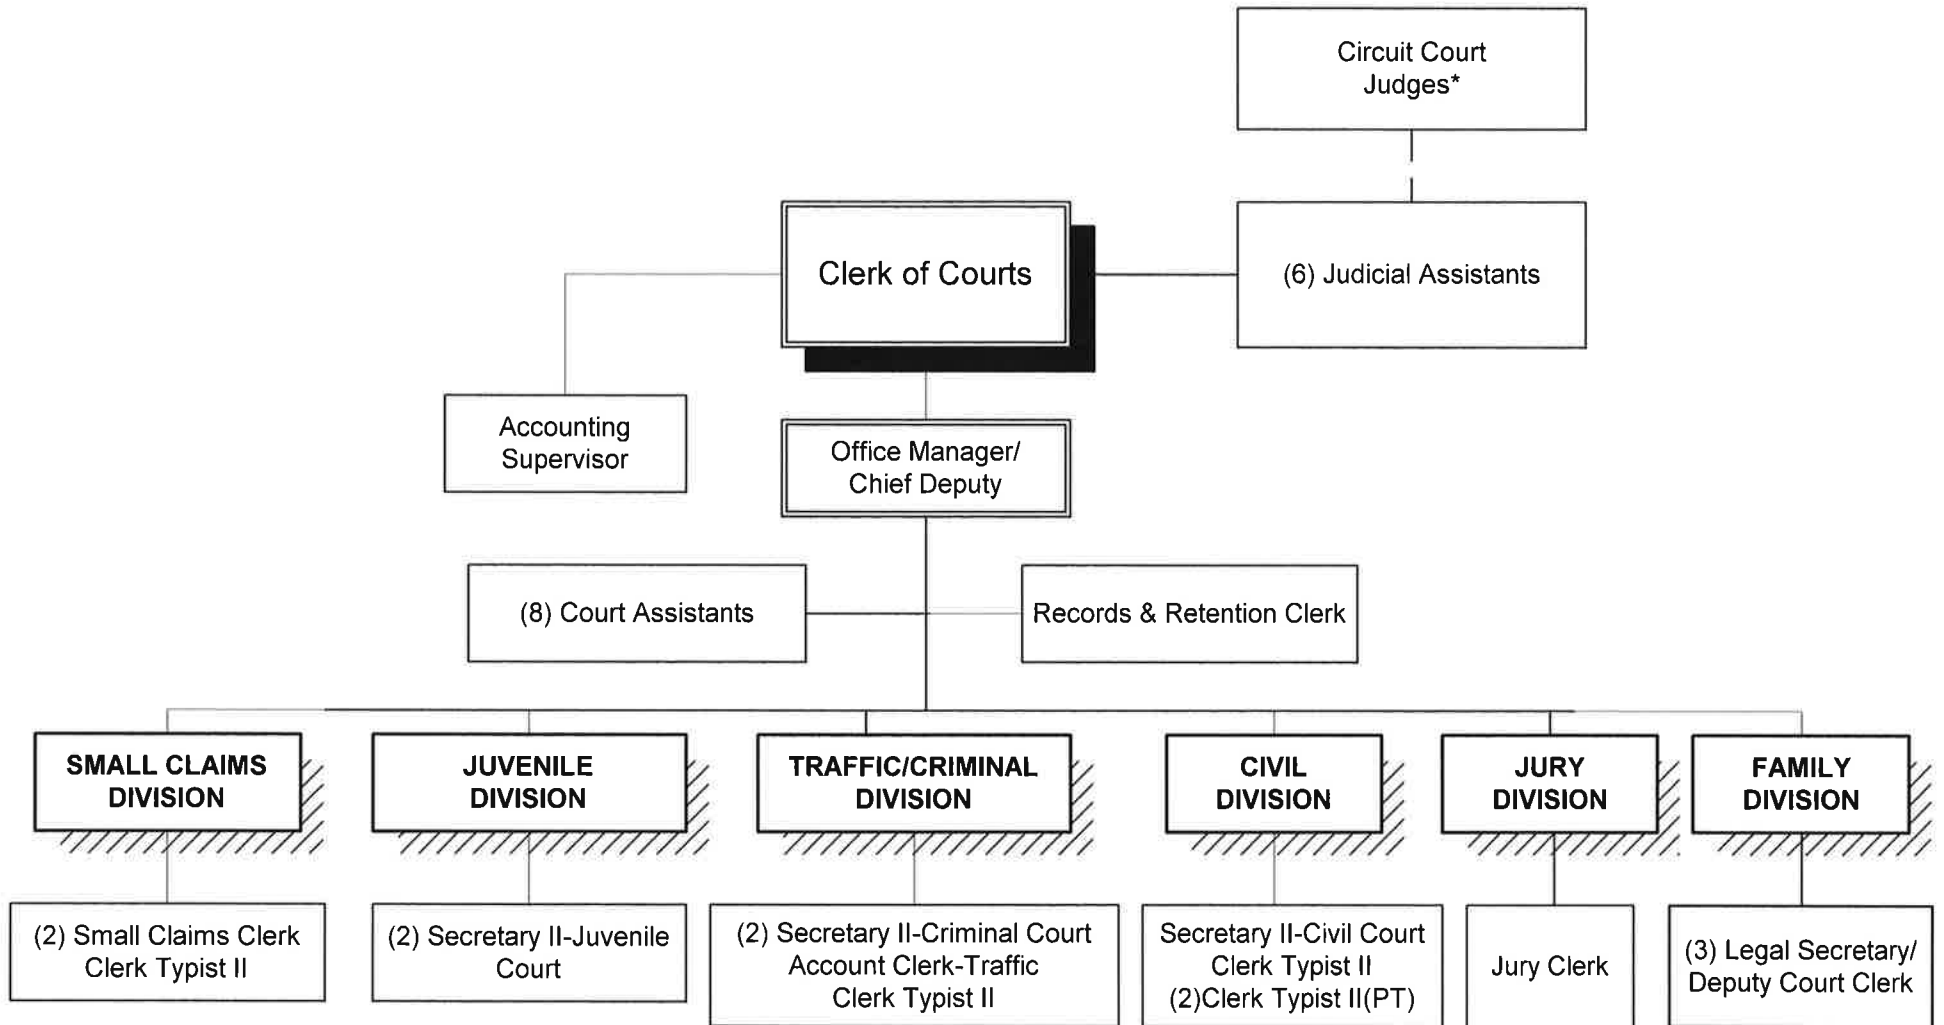 Circuit Court
Judges*
Clerk of Courts
(6) Judicial Assistants
Accounting
Supervisor
Office Manager/
Chief Deputy
(8) Court Assistants
Records & Retention Clerk
SMALL CLAIMS
DIVISION
JUVENILE
DIVISION
TRAFFIC/CRIMINAL
DIVISION
CIVIL
DIVISION
JURY
DIVISION
FAMILY
DIVISION
(2) Small Claims Clerk
Clerk Typist II
(2) Secretary II-Juvenile
Court
(2) Secretary II-Criminal Court
Account Clerk-Traffic
Clerk Typist II
Secretary II-Civil Court
Clerk Typist II
(2)Clerk Typist II(PT)
Jury Clerk
(3) Legal Secretary/
Deputy Court Clerk